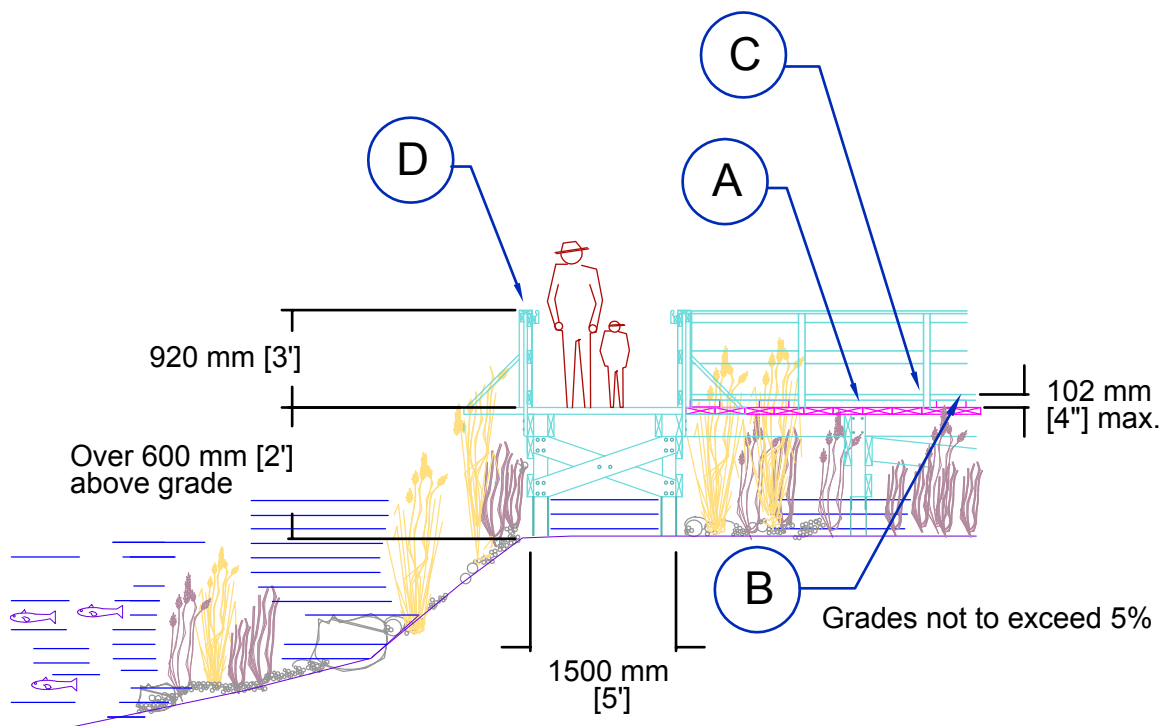 C
D
A
920 mm [3']
102 mm
[4"] max.
Over 600 mm [2']
above grade
B
Grades not to exceed 5%
1500 mm
[5']